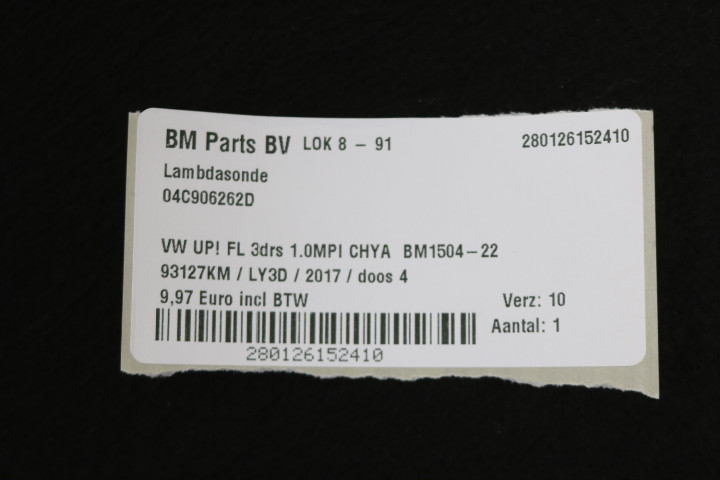 BM Parts BV LOK 8 - 91 280126152410
Lambdasonde
04C906262D
VW UP! FL 3drs 1.0MPI CHYA BM1504-22
93127KM / LY3D / 2017 / doos 4
9,97 Euro incl BTW Verz: 10
Aantal: 1
280126152410